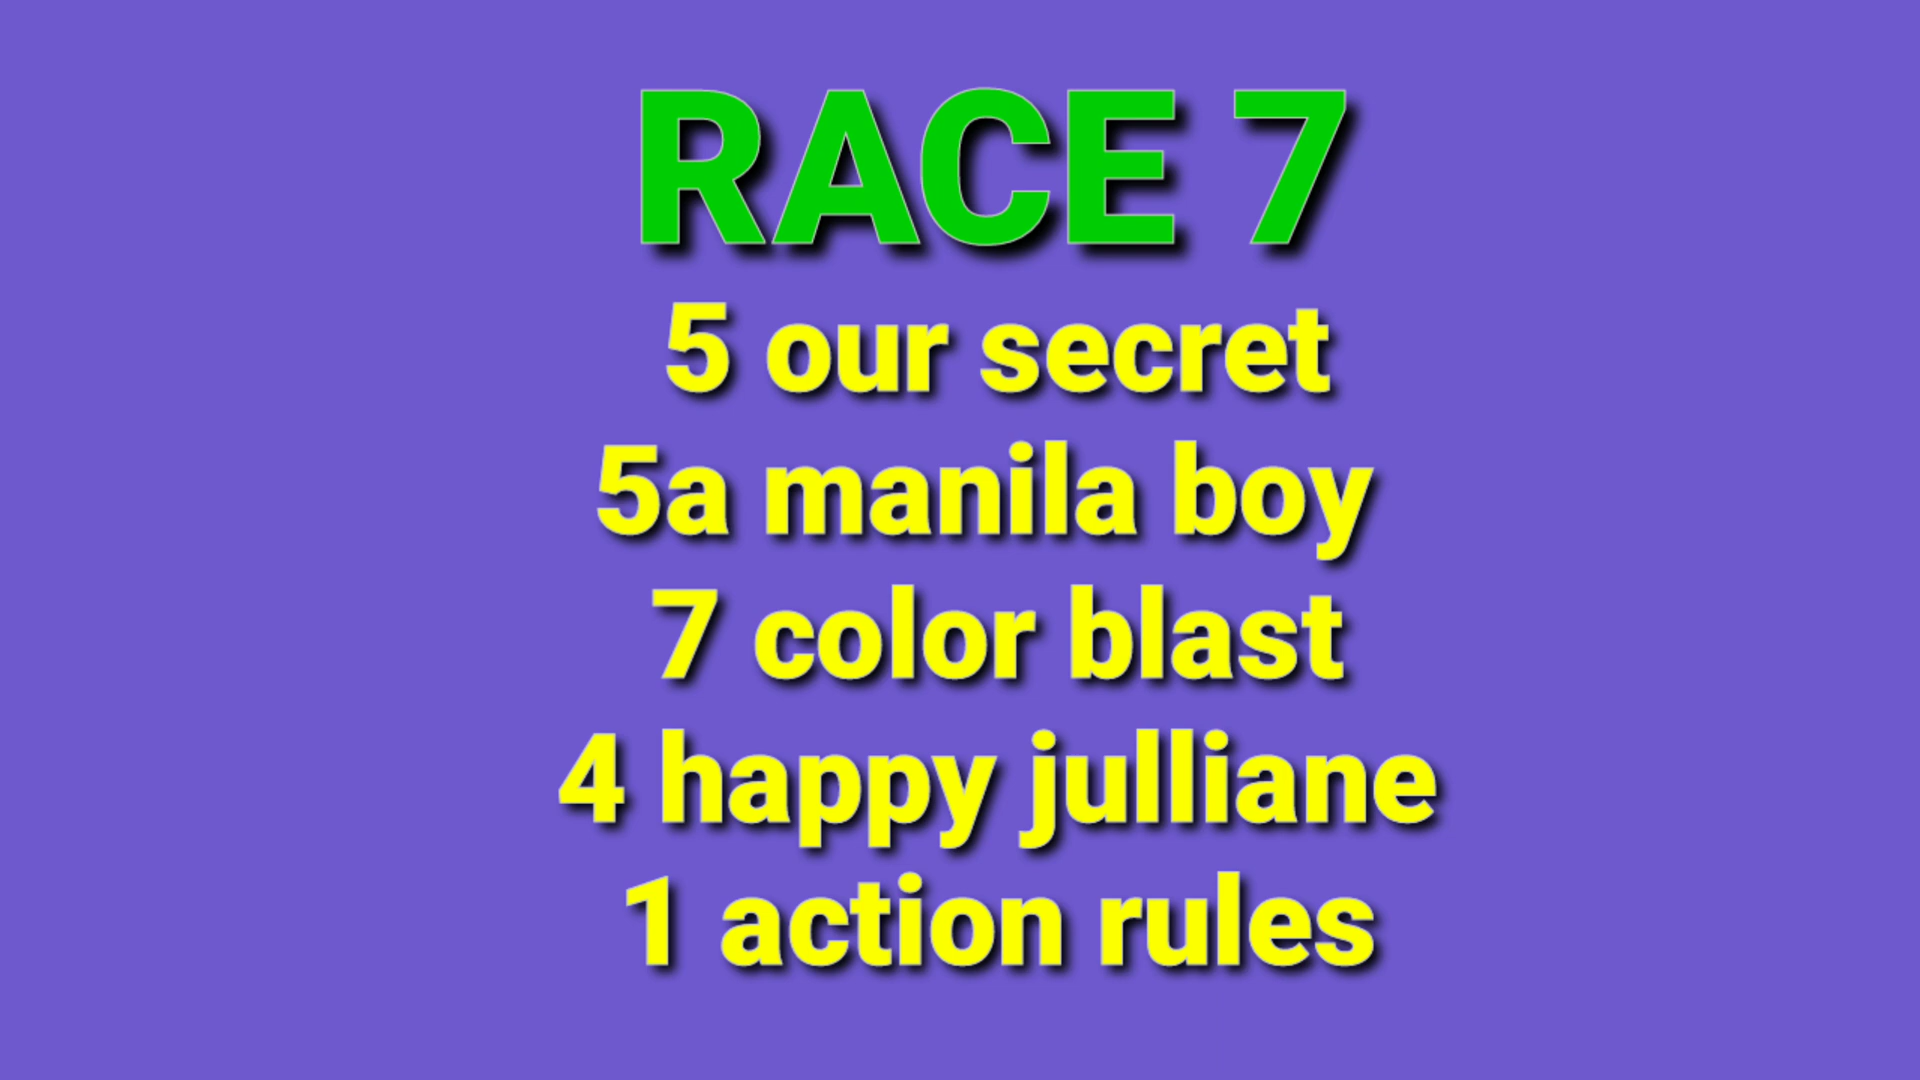 RACE 7
5 our secret
5a manila boy
7 color blast
4 happy julliane
1 action rules